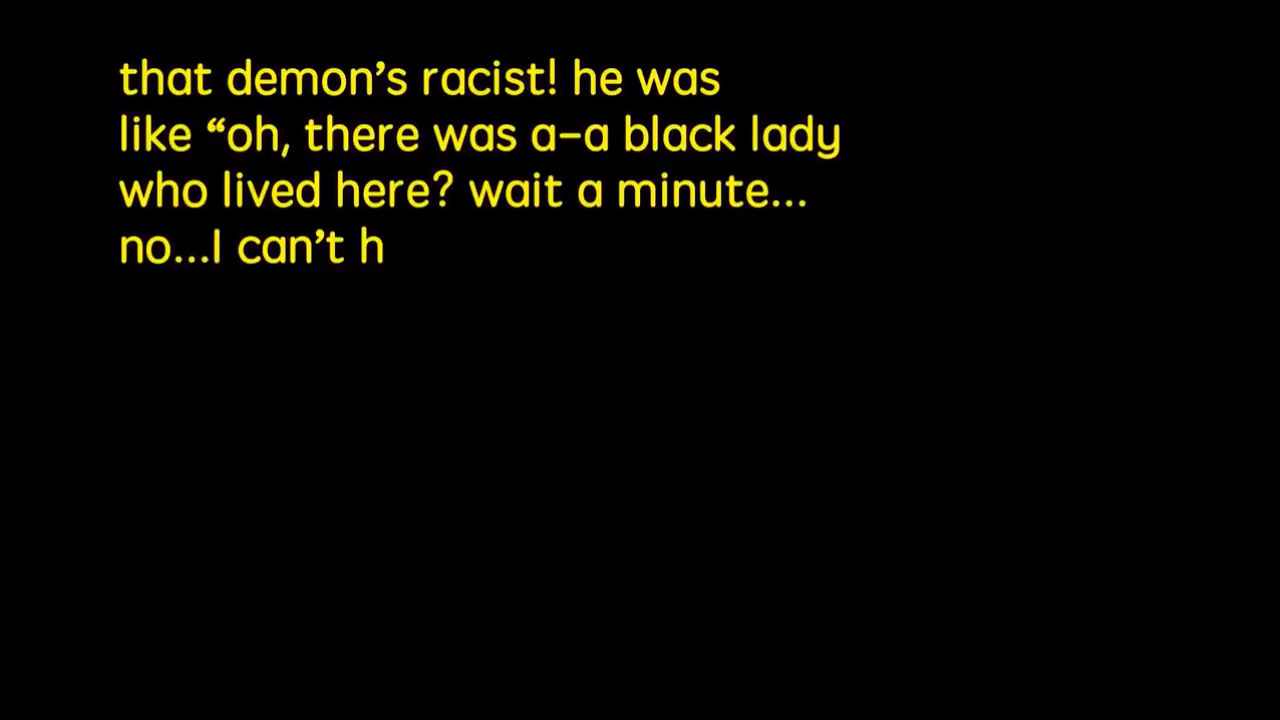 that demon’s racist! he was
like “oh, there was a–a black lady
who lived here? wait a minute...
no...I can’t h